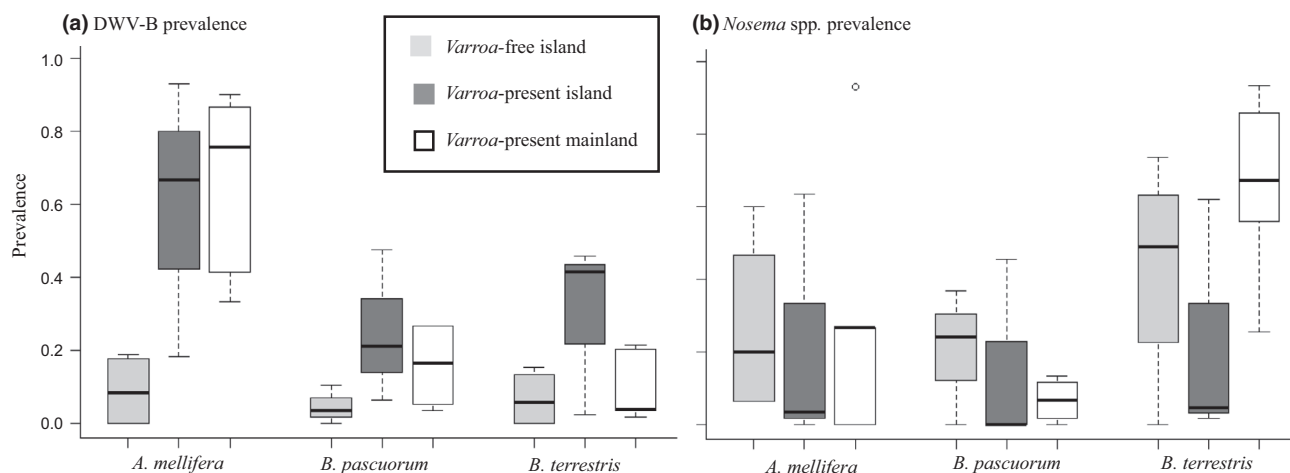 (a) DWV-B prevalence
Varroa-free island
Varroa-present island
Varroa-present mainland
Prevalence
1.0
0.8
0.6
0.4
0.2
0.0
A. mellifera
B. pascuorum
B. terrestris
(b) Nosema spp. prevalence
A. mellifera
B. pascuorum
B. terrestris